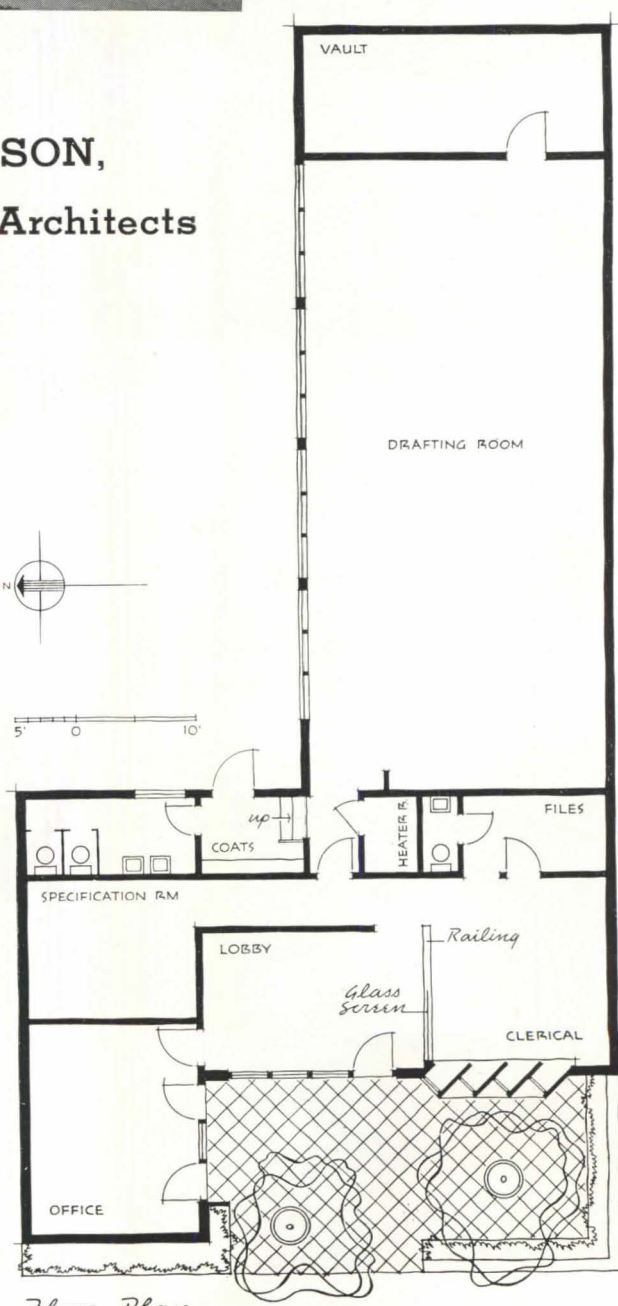 VAULT
SON,
Architects
DRAFTING ROOM
N
5' 0 10'
up
COATS
HEATER R.
FILES
SPECIFICATION RM
LOBBY
Railing
Glass
Screen
CLERICAL
OFFICE
Floor Plan